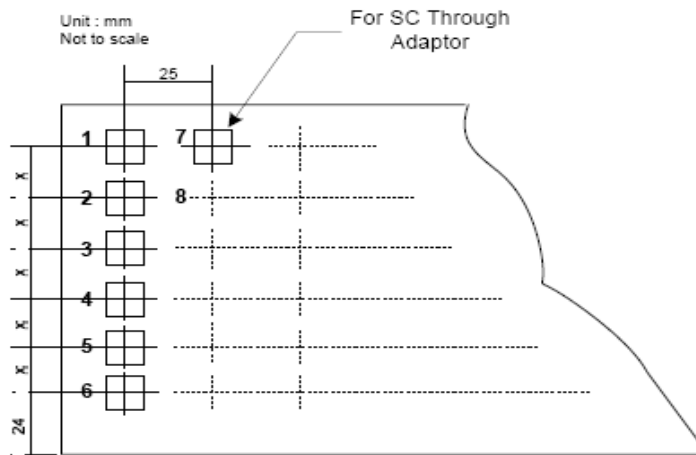 Unit : mm
Not to scale
For SC Through
Adaptor
25
1
7
X
2
8
X
3
X
4
X
5
X
6
24